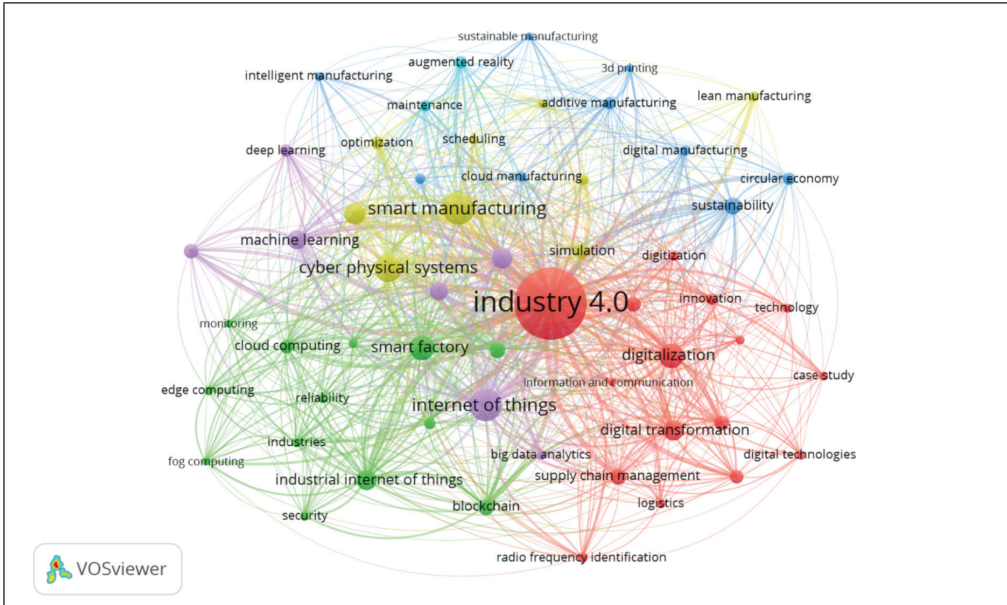 sustainable manufacturing
augmented reality
3d printing
intelligent manufacturing
lean manufacturing
maintenance
additive manufacturing
optimization
scheduling
deep learning
digital manufacturing
cloud manufacturing
circular economy
smart manufacturing
sustainability
machine learning
simulation
digitization
cyber physical systems
industry 4.0
innovation
technology
monitoring
cloud computing
smart factory
digitalization
case study
information and communication
edge computing
reliability
internet of things
digital transformation
industries
big data analytics
digital technologies
fog computing
industrial internet of things
supply chain management
logistics
blockchain
security
radio frequency identification
VOSviewer